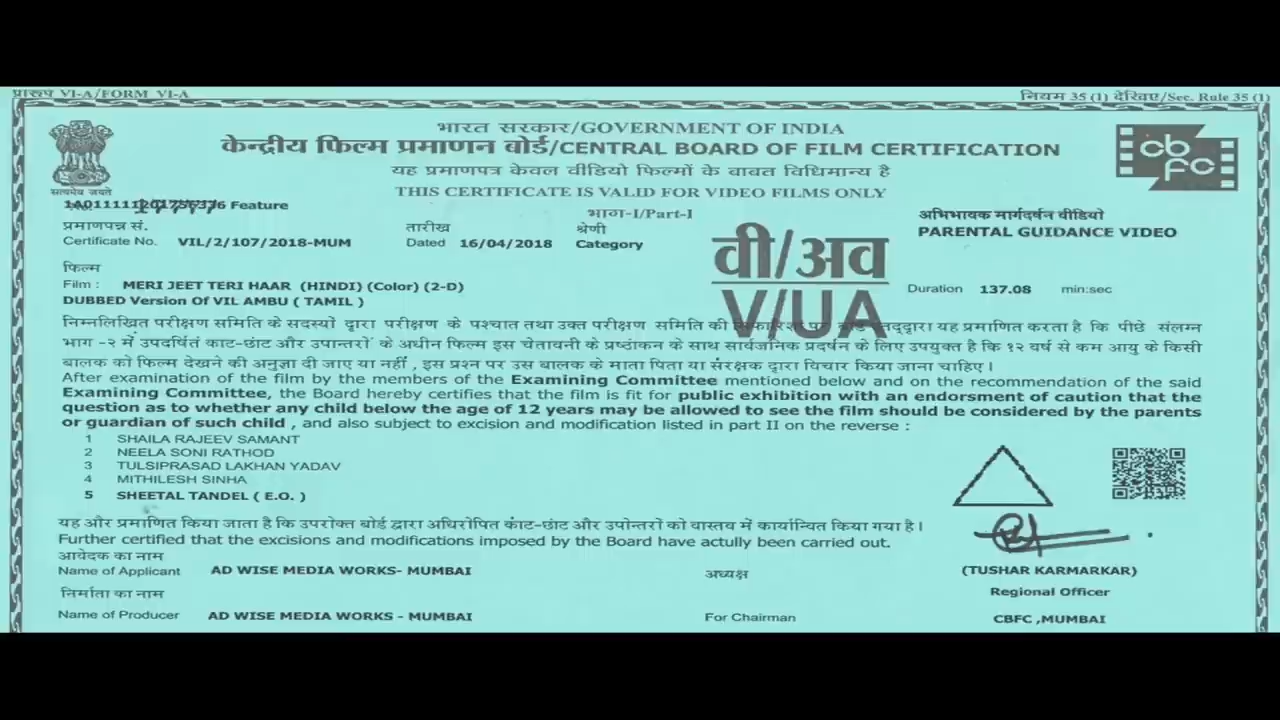 प्रारूप VI-A/FORM VI-A
नियम 35 (1) देखिए/Sec. Rule 35 (1)
भारत सरकार/GOVERNMENT OF INDIA
केन्द्रीय फिल्म प्रमाणन बोर्ड/CENTRAL BOARD OF FILM CERTIFICATION
cb
fc
यह प्रमाणपत्र केवल वीडियो फिल्मों के बाबत विधिमान्य है
सत्यमेव जयते
THIS CERTIFICATE IS VALID FOR VIDEO FILMS ONLY
Feature
भाग-I/Part-I
अभिभावक मार्गदर्शन वीडियो
प्रमाणपत्र सं. तारीख श्रेणी
PARENTAL GUIDANCE VIDEO
Certificate No. VIL/2/107/2018-MUM Dated 16/04/2018 Category
वी/अव
V/UA
फिल्म
Film : MERI JEET TERI HAAR (HINDI) (Color) (2-D)
Duration 137.08 min:sec
DUBBED Version Of VIL AMBU ( TAMIL )
निम्नलिखित परीक्षण समिति के सदस्यों द्वारा परीक्षण के पश्चात तथा उक्त परीक्षण समिति की यह प्रमाणित करता है कि पीछे संलग्न
भाग -२ में उपदर्षित काट-छाेंट और उपान्तरों के अधीन फिल्म इस चेतावनी के प्रष्ठांकन के साथ सार्वजनिक प्रदर्षन के लिए उपयुक्त है कि १२ वर्ष से कम आयु के किसी
बालक को फिल्म देखने की अनुज्ञा दी जाए या नहीं , इस प्रश्न पर उस बालक के माता पिता या संरक्षक द्वारा विचार किया जाना चाहिए ।
After examination of the film by the members of the Examining Committee mentioned below and on the recommendation of the said
Examining Committee, the Board hereby certifies that the film is fit for public exhibition with an endorsment of caution that the
question as to whether any child below the age of 12 years may be allowed to see the film should be considered by the parents
or guardian of such child , and also subject to excision and modification listed in part II on the reverse :
1 SHAILA RAJEEV SAMANT
2 NEELA SONI RATHOD
3 TULSIPRASAD LAKHAN YADAV
4 MITHILESH SINHA
5 SHEETAL TANDEL ( E.O. )
यह और प्रमाणित किया जाता है कि उपरोक्त बोर्ड द्वारा अधिरोपित कांट-छांट और उपोन्तरों को वास्तव में कार्यान्वित किया गया है ।
Further certified that the excisions and modifications imposed by the Board have actully been carried out.
आवेदक का नाम
Name of Applicant AD WISE MEDIA WORKS- MUMBAI
अध्यक्ष
(TUSHAR KARMARKAR)
निर्माता का नाम
Regional Officer
Name of Producer AD WISE MEDIA WORKS - MUMBAI
For Chairman
CBFC ,MUMBAI